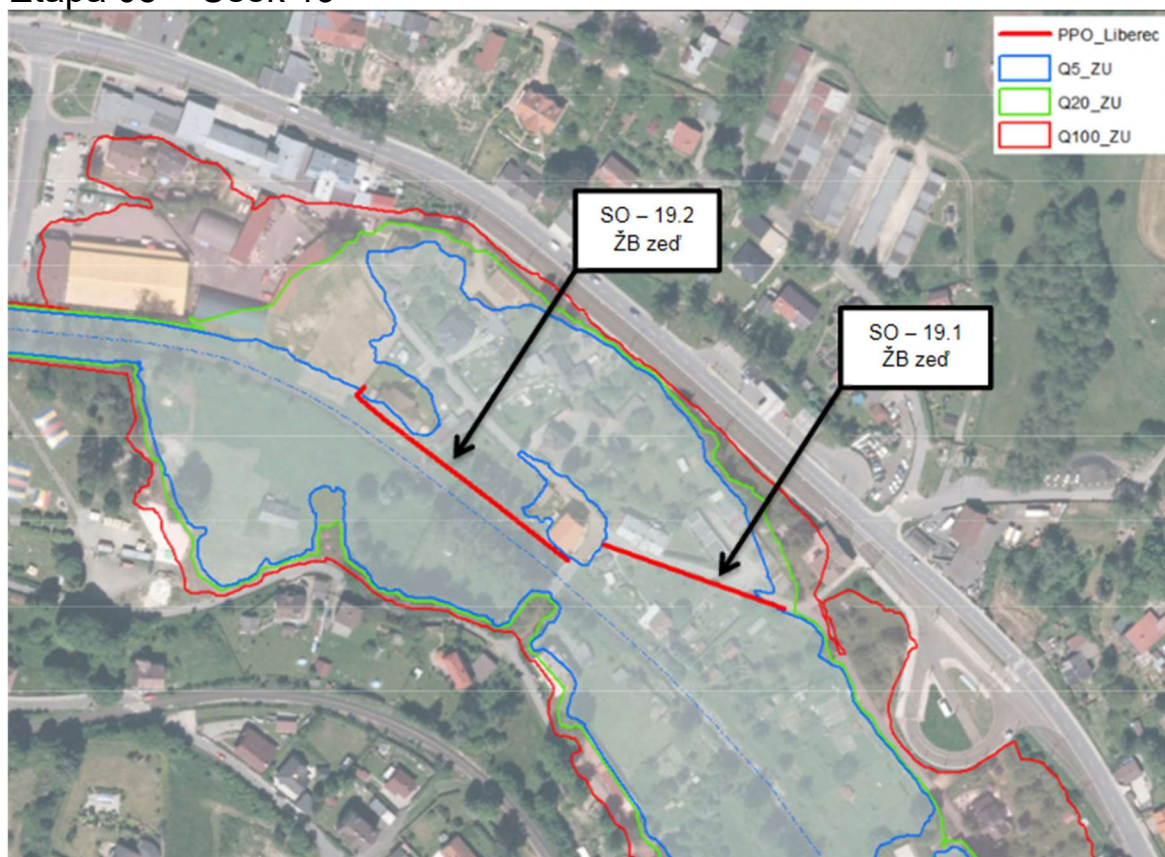 PPO_Liberec
Q5_ZU
Q20_ZU
Q100_ZU
SO – 19.2
ŽB zeď
SO – 19.1
ŽB zeď